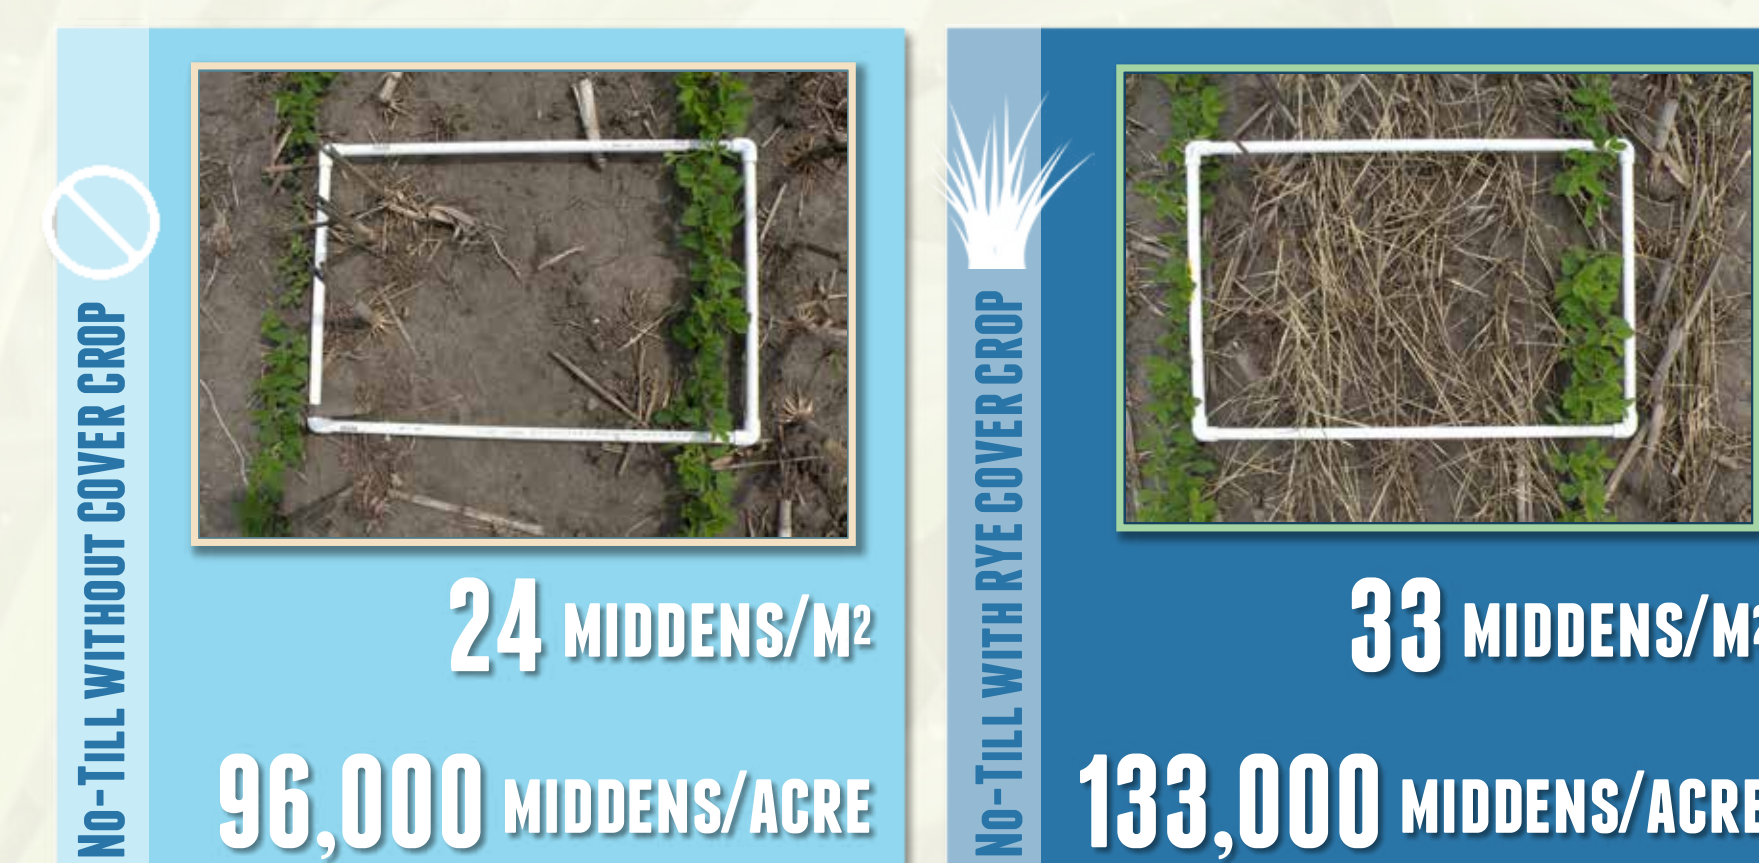 No-Till without cover crop
24 middens/m²
96,000 middens/acre
No-Till with rye cover crop
33 middens/m²
133,000 middens/acre